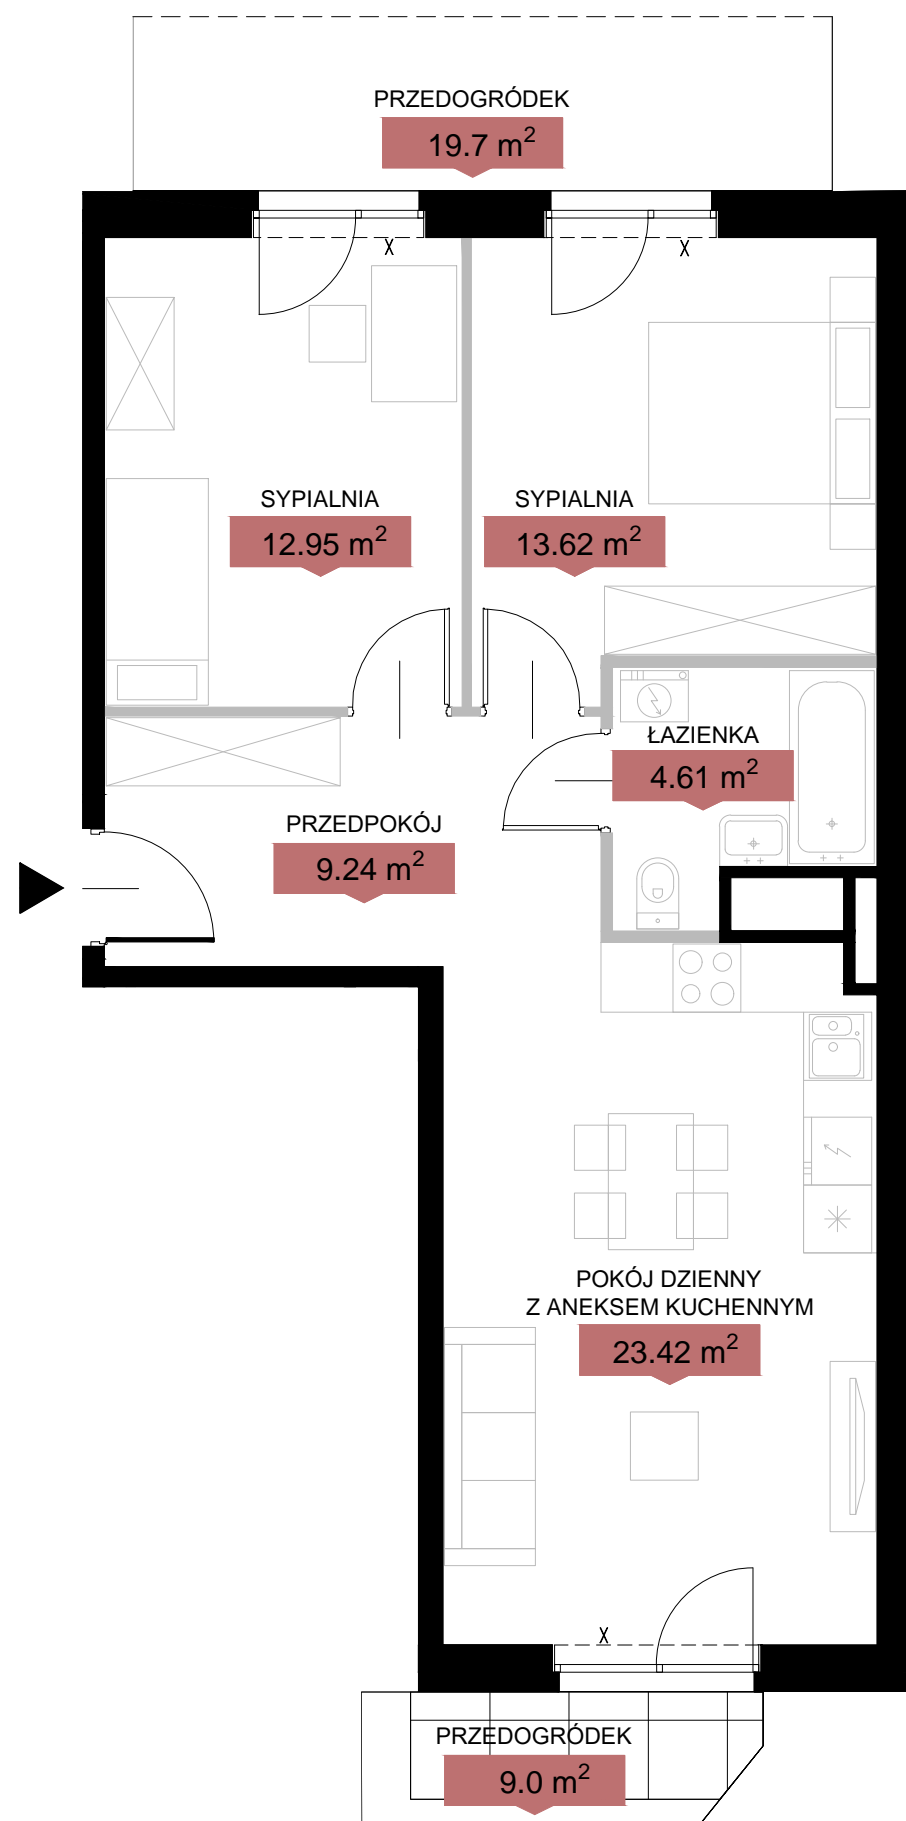 PRZEDOGRÓDEK
19.7 m²
SYPIALNIA
12.95 m²
SYPIALNIA
13.62 m²
ŁAZIENKA
4.61 m²
PRZEDPOKÓJ
9.24 m²
POKÓJ DZIENNY
Z ANEKSEM KUCHENNYM
23.42 m²
PRZEDOGRÓDEK
9.0 m²